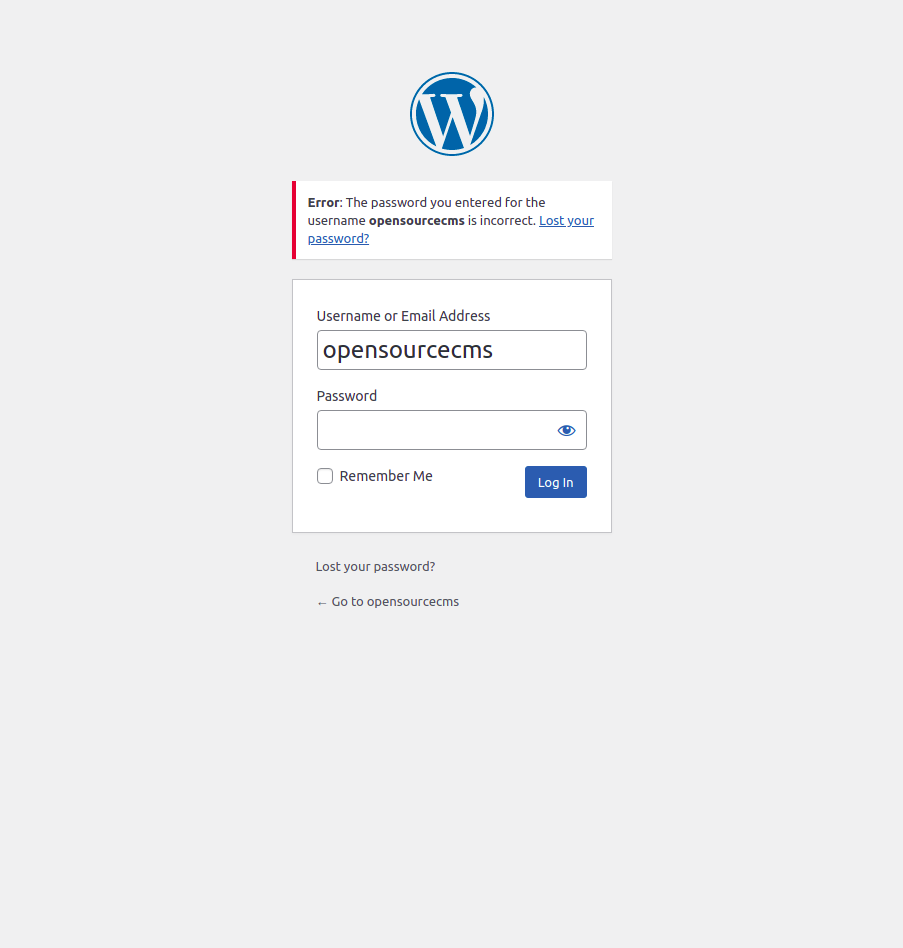 Error: The password you entered for the
username opensourcecms is incorrect. Lost your
password?
Username or Email Address
opensourcecms
Password
Remember Me
Log In
Lost your password?
← Go to opensourcecms